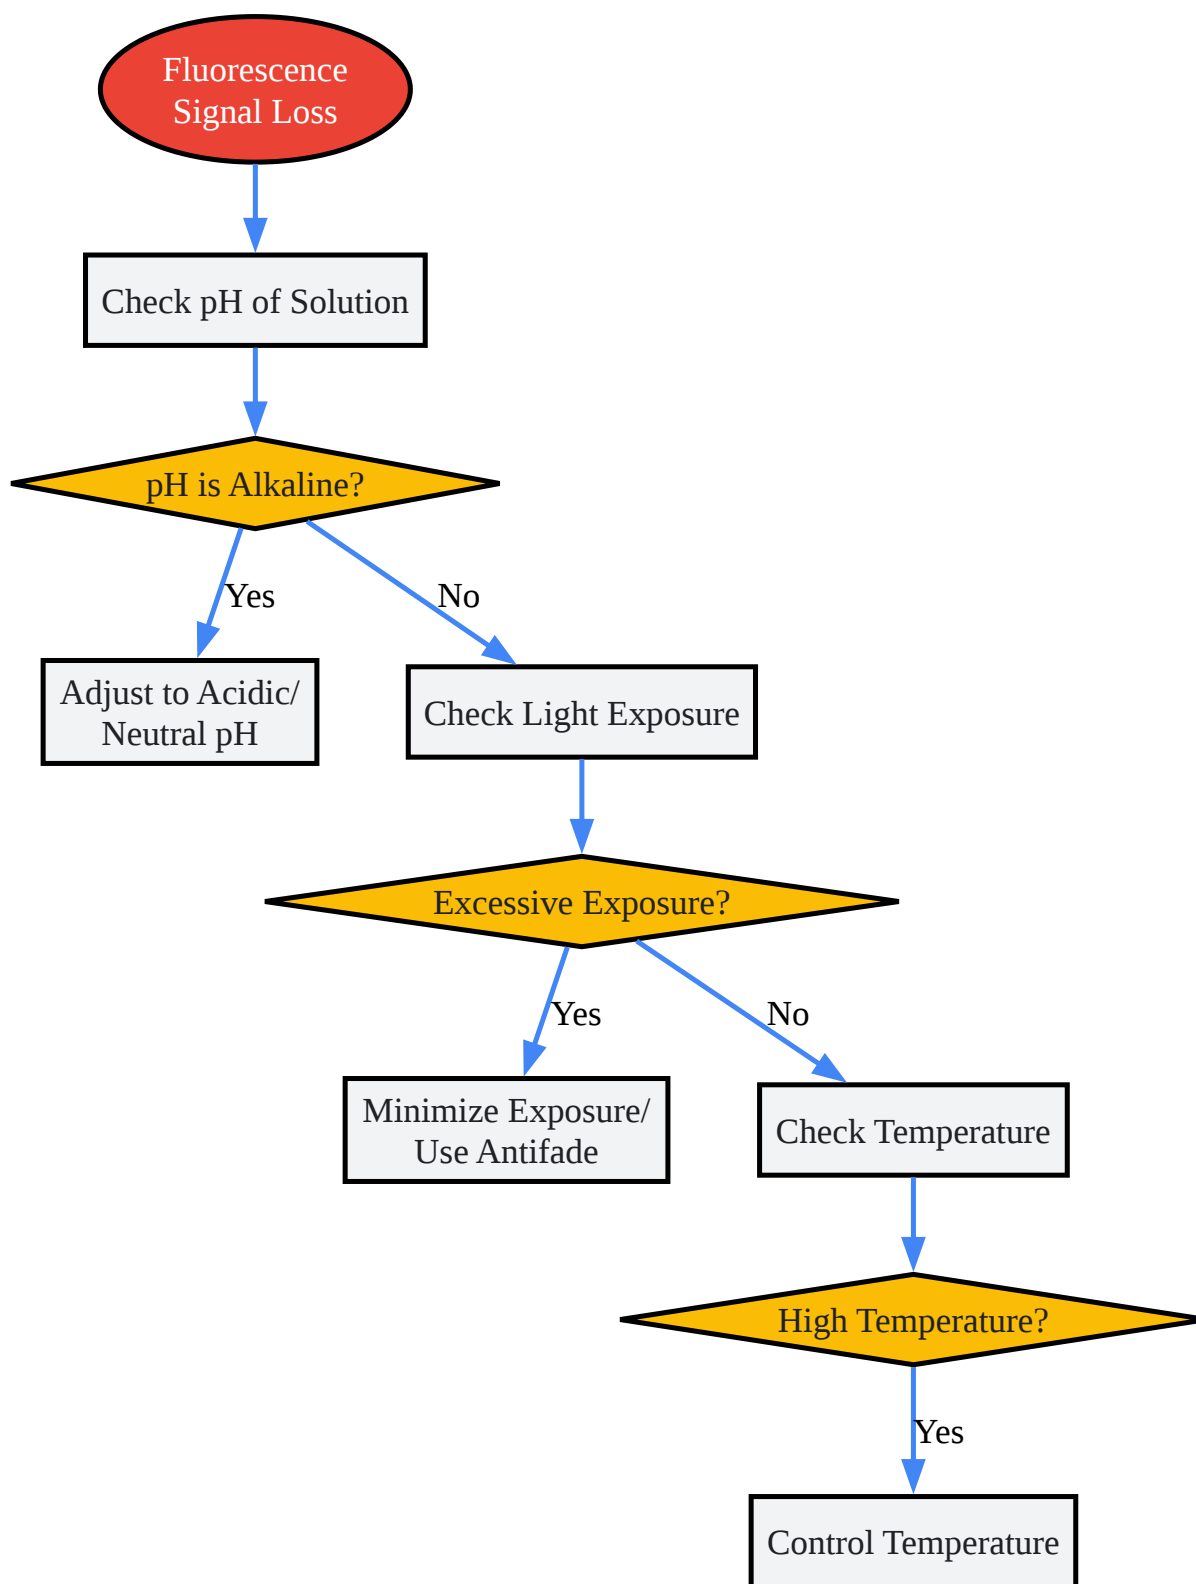 Fluorescence
Signal Loss
Check pH of Solution
pH is Alkaline?
Yes
No
Adjust to Acidic/
Neutral pH
Check Light Exposure
Excessive Exposure?
Yes
No
Minimize Exposure/
Use Antifade
Check Temperature
High Temperature?
Yes
Control Temperature